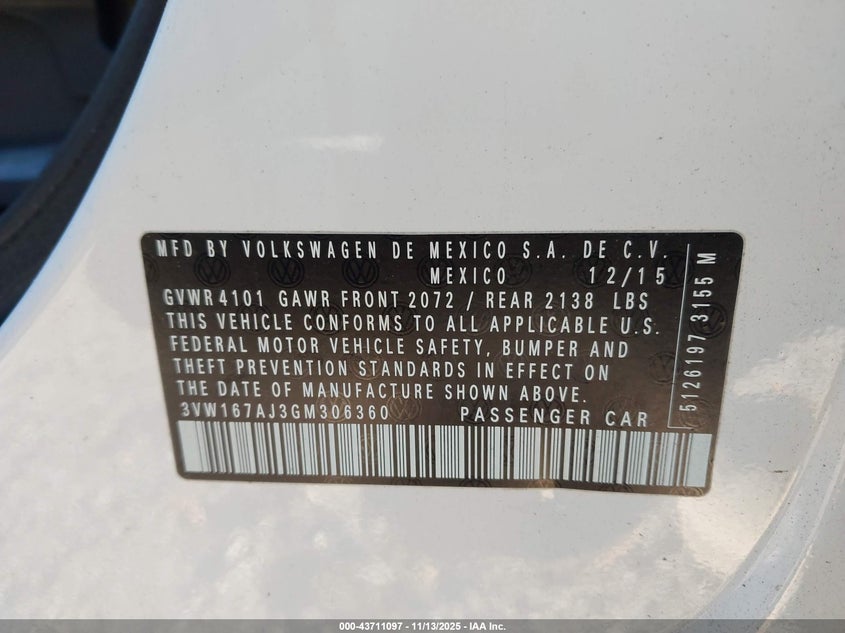 MFD BY VOLKSWAGEN DE MEXICO S.A. DE C.V.
MEXICO 12/15
GVWR 4101 GAWR FRONT 2072 / REAR 2138 LBS
THIS VEHICLE CONFORMS TO ALL APPLICABLE U.S.
FEDERAL MOTOR VEHICLE SAFETY, BUMPER AND
THEFT PREVENTION STANDARDS IN EFFECT ON
THE DATE OF MANUFACTURE SHOWN ABOVE.
3VW167AJ3GM306360 PASSENGER CAR
5126197 3155 M
000-43711097 | 11/13/2025 - IAA Inc.